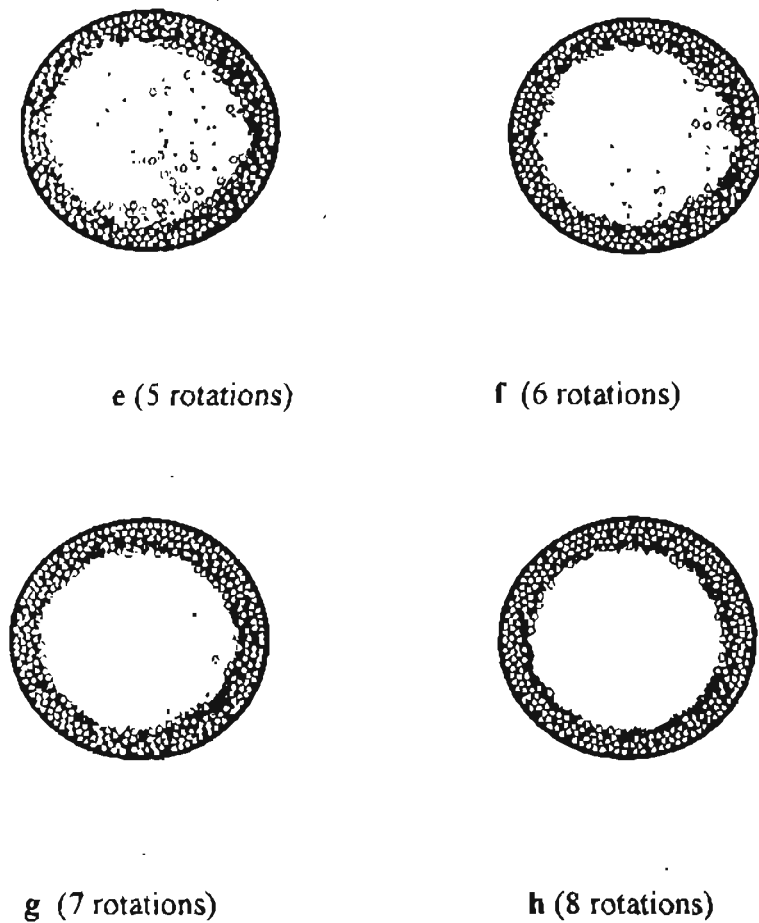 e (5 rotations)
f (6 rotations)
g (7 rotations)
h (8 rotations)